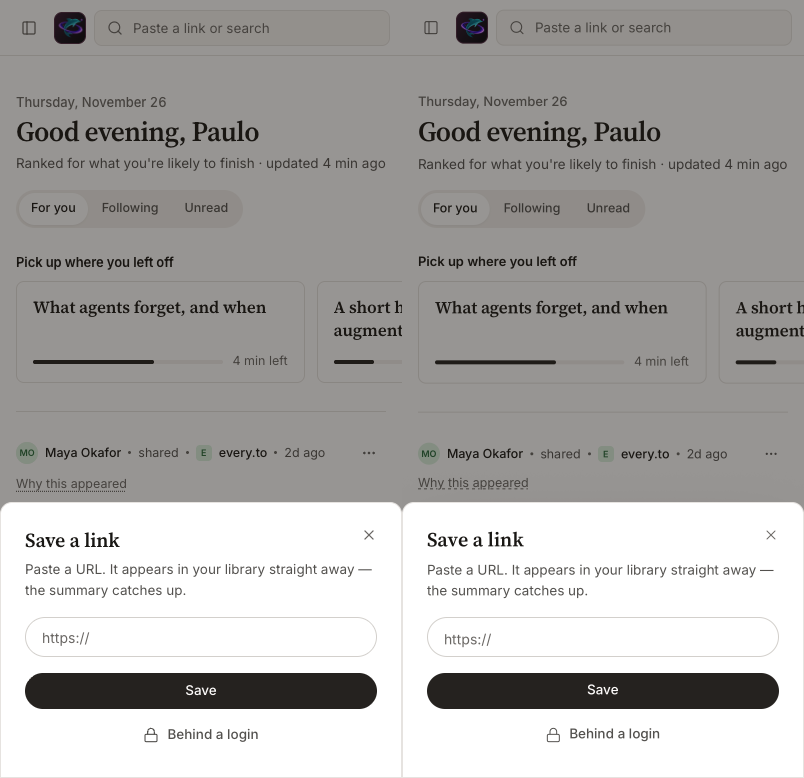 Paste a link or search
Thursday, November 26
Good evening, Paulo
Ranked for what you're likely to finish · updated 4 min ago
For you
Following
Unread
Pick up where you left off
What agents forget, and when
4 min left
A short h
augment
MO Maya Okafor • shared • E every.to • 2d ago
Why this appeared
Save a link
Paste a URL. It appears in your library straight away —
the summary catches up.
https://
Save
Behind a login
Paste a link or search
Thursday, November 26
Good evening, Paulo
Ranked for what you're likely to finish · updated 4 min ago
For you
Following
Unread
Pick up where you left off
What agents forget, and when
4 min left
A short h
augment
MO Maya Okafor • shared • E every.to • 2d ago
Why this appeared
Save a link
Paste a URL. It appears in your library straight away —
the summary catches up.
https://
Save
Behind a login